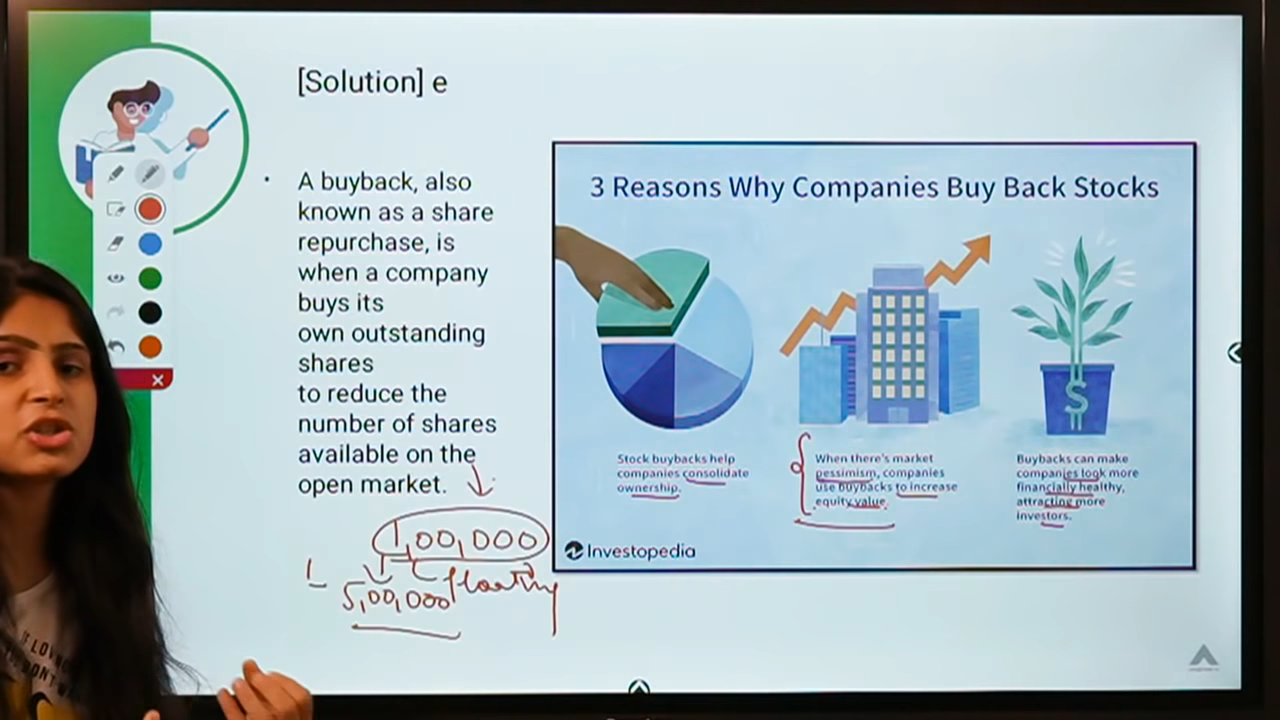 [Solution] e
• A buyback, also
known as a share
repurchase, is
when a company
buys its
own outstanding
shares
to reduce the
number of shares
available on the
open market.
1,00,000
floating
5,00,000
3 Reasons Why Companies Buy Back Stocks
Stock buybacks help
companies consolidate
ownership.
When there's market
pessimism, companies
use buybacks to increase
equity value.
Buybacks can make
companies look more
financially healthy,
attracting more
investors.
Investopedia